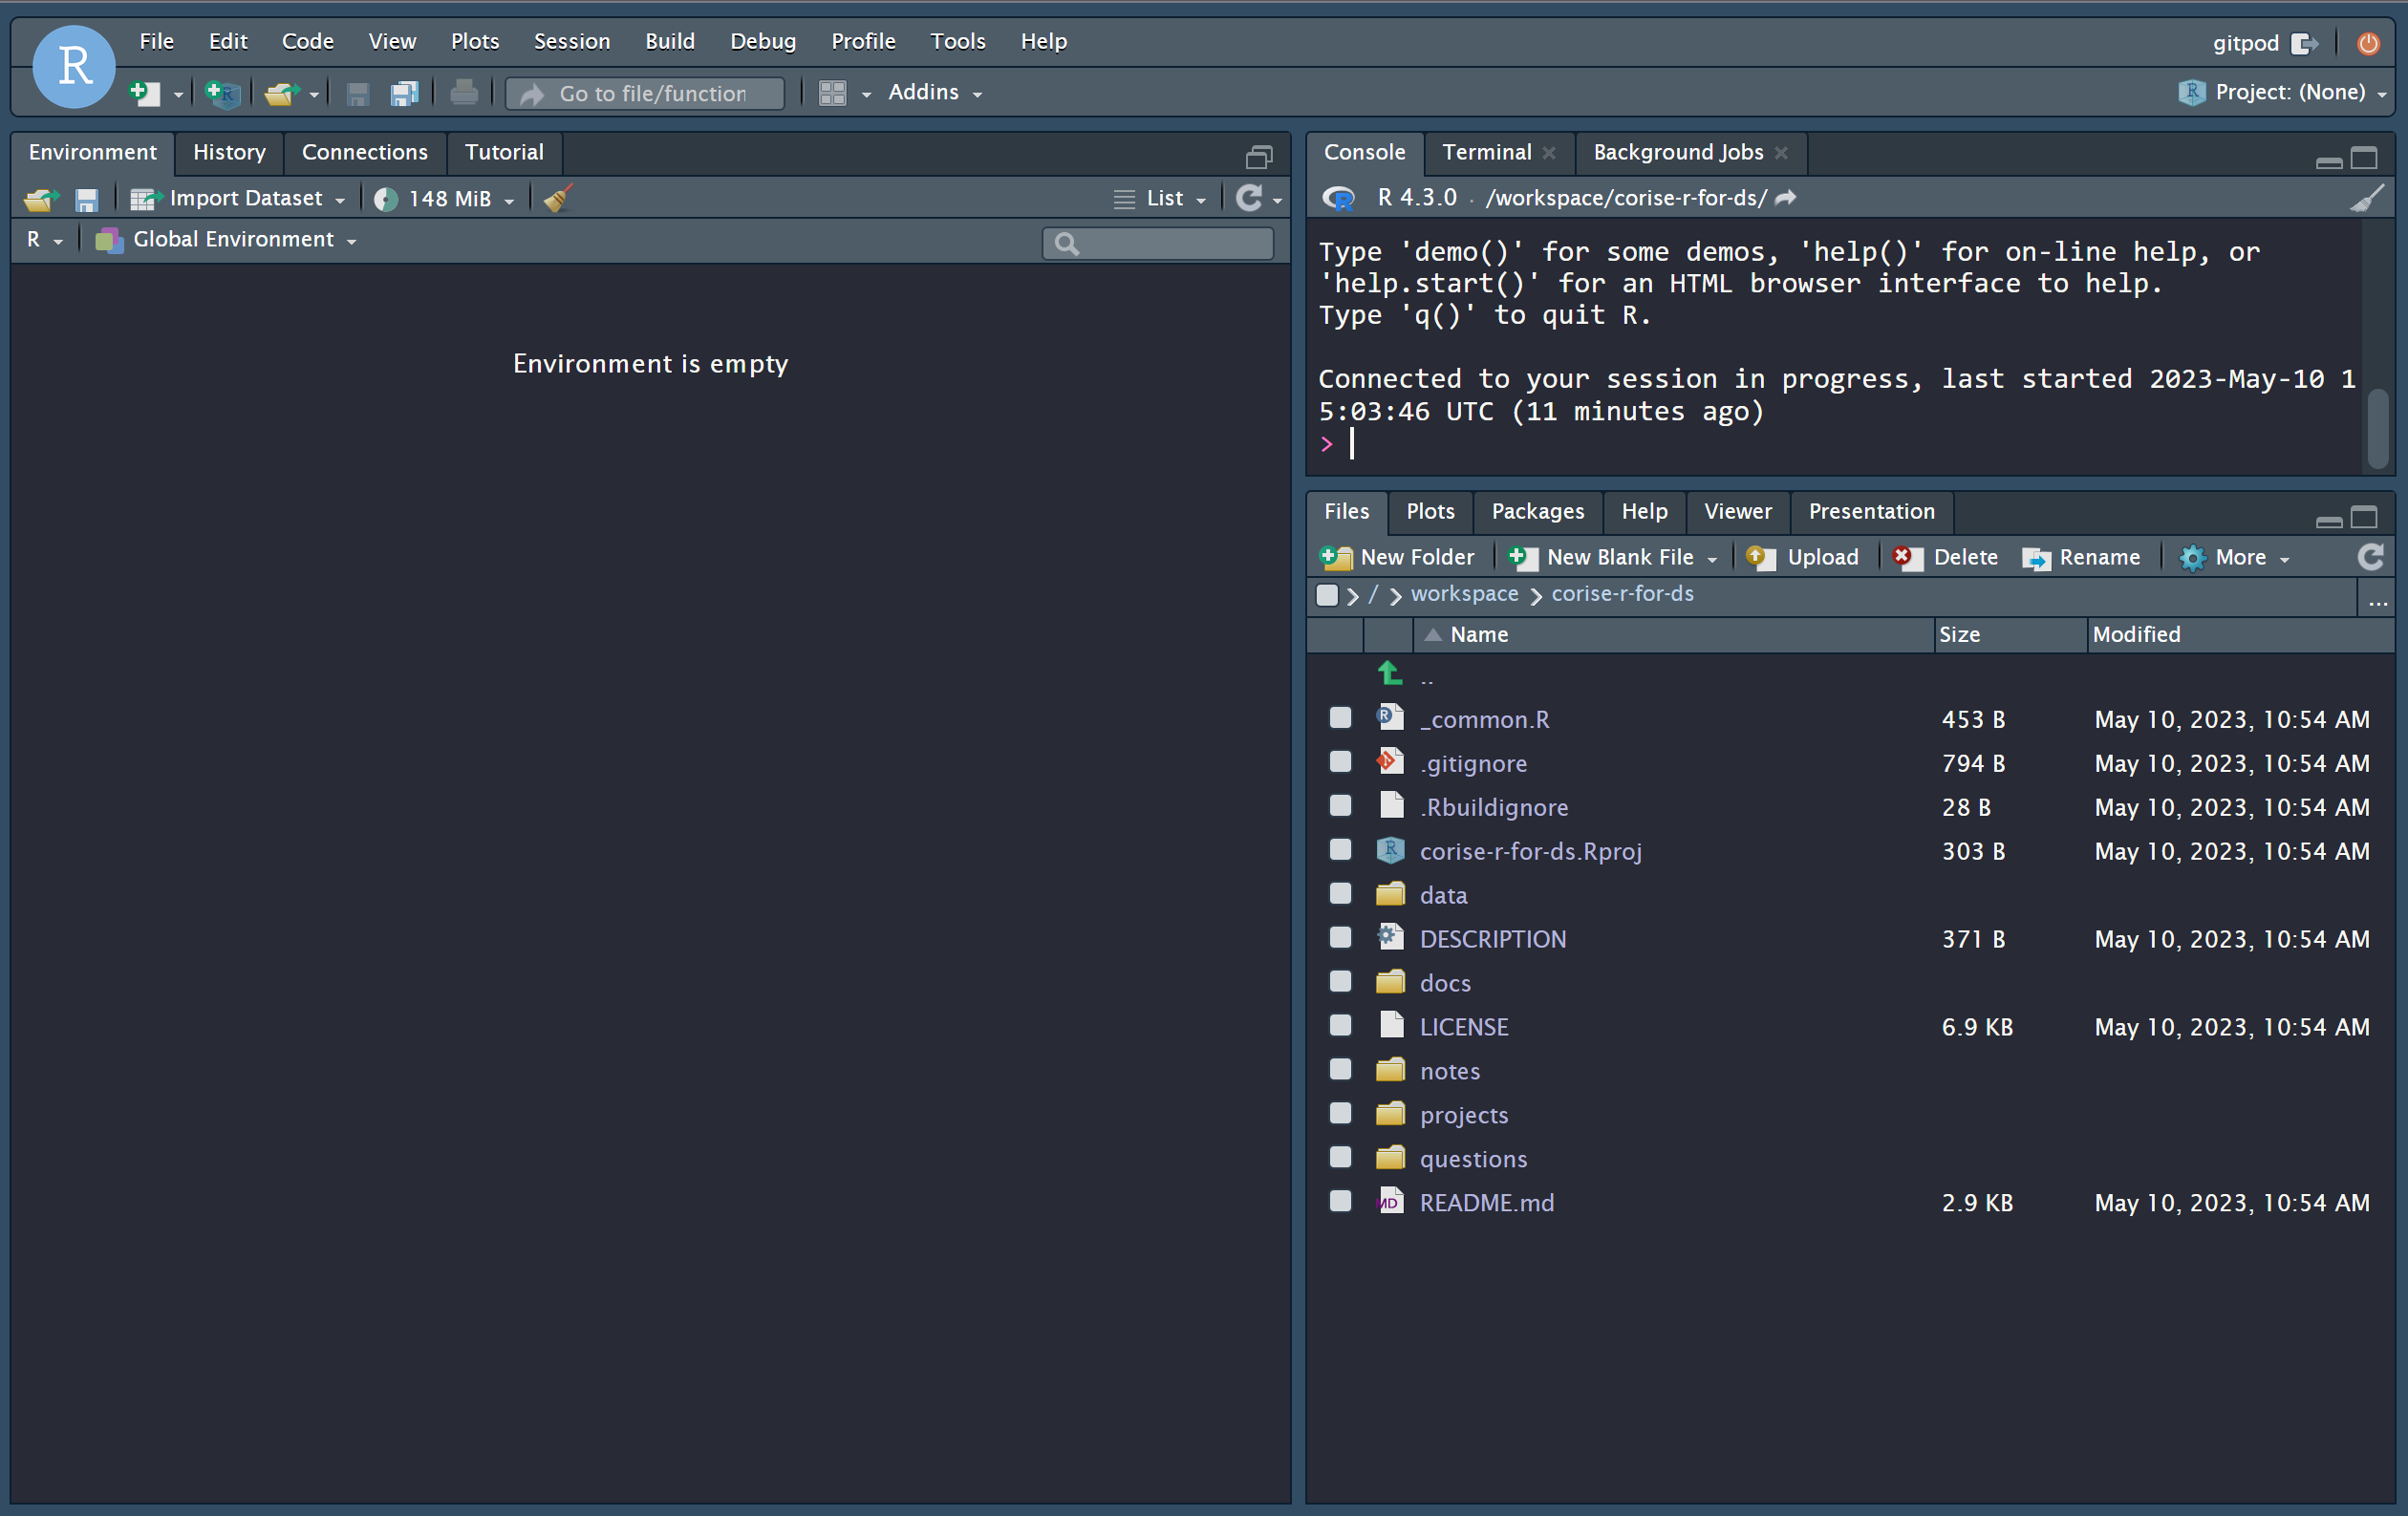 R
File Edit Code View Plots Session Build Debug Profile Tools Help
gitpod
Go to file/function
Addins
Project: (None)
Environment History Connections Tutorial
Import Dataset 148 MiB List
R Global Environment
Environment is empty
Console Terminal Background Jobs
R 4.3.0 · /workspace/corise-r-for-ds/
Type 'demo()' for some demos, 'help()' for on-line help, or
'help.start()' for an HTML browser interface to help.
Type 'q()' to quit R.
Connected to your session in progress, last started 2023-May-10 1
5:03:46 UTC (11 minutes ago)
>
Files Plots Packages Help Viewer Presentation
New Folder New Blank File Upload Delete Rename More
/ workspace corise-r-for-ds ...
Name Size Modified
..
_common.R 453 B May 10, 2023, 10:54 AM
.gitignore 794 B May 10, 2023, 10:54 AM
.Rbuildignore 28 B May 10, 2023, 10:54 AM
corise-r-for-ds.Rproj 303 B May 10, 2023, 10:54 AM
data
DESCRIPTION 371 B May 10, 2023, 10:54 AM
docs
LICENSE 6.9 KB May 10, 2023, 10:54 AM
notes
projects
questions
MD README.md 2.9 KB May 10, 2023, 10:54 AM